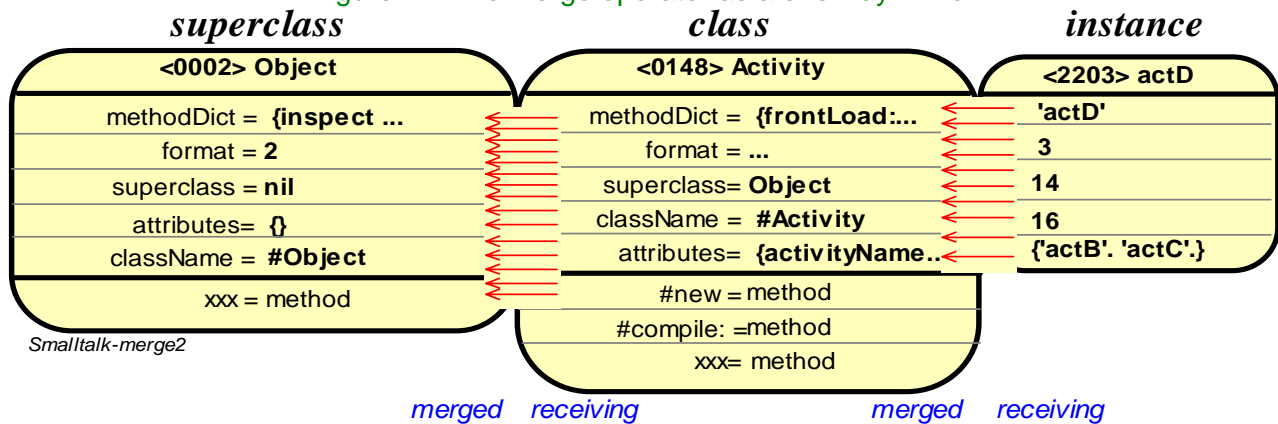 superclass class instance
<0002> Object
methodDict = {inspect ...
format = 2
superclass = nil
attributes= {}
className = #Object
xxx = method
Smalltalk-merge2
<0148> Activity
methodDict = {frontLoad:...
format = ...
superclass= Object
className = #Activity
attributes= {activityName..
#new = method
#compile: =method
xxx= method
<2203> actD
'actD'
3
14
16
{'actB'. 'actC'.}
merged receiving merged receiving